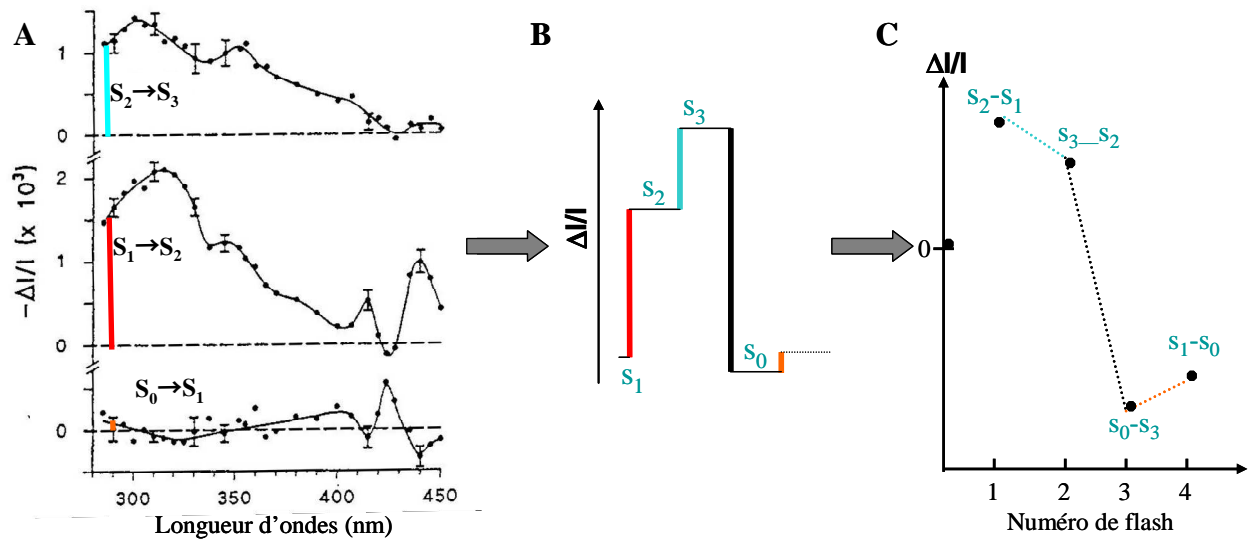 A
1
0
S₂→S₃
2
1
0
S₁→S₂
S₀→S₁
0
-ΔI/I (x 10³)
300
350
400
450
Longueur d'ondes (nm)
B
ΔI/I
S₃
S₂
S₁
S₀
C
ΔI/I
S₂-S₁
S₃__S₂
0
S₁-S₀
S₀-S₃
1
2
3
4
Numéro de flash